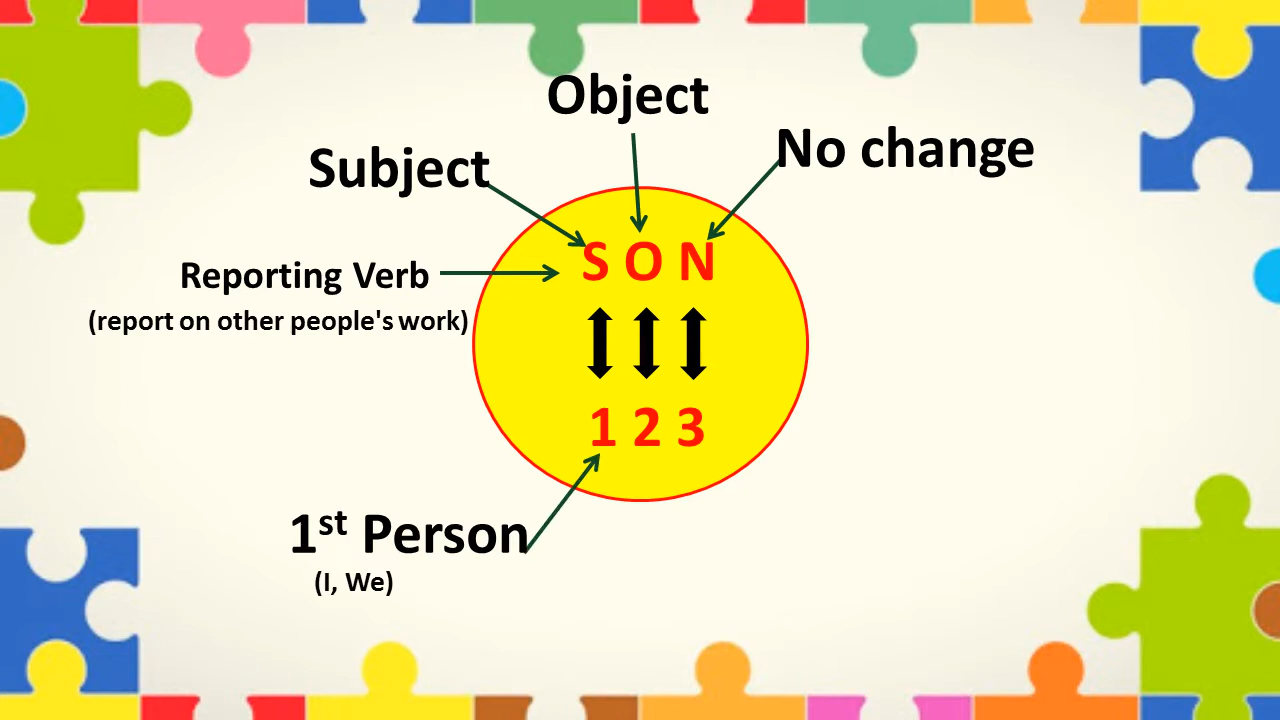 Object
No change
Subject
S O N
Reporting Verb
(report on other people's work)
1 2 3
1st Person
(I, We)